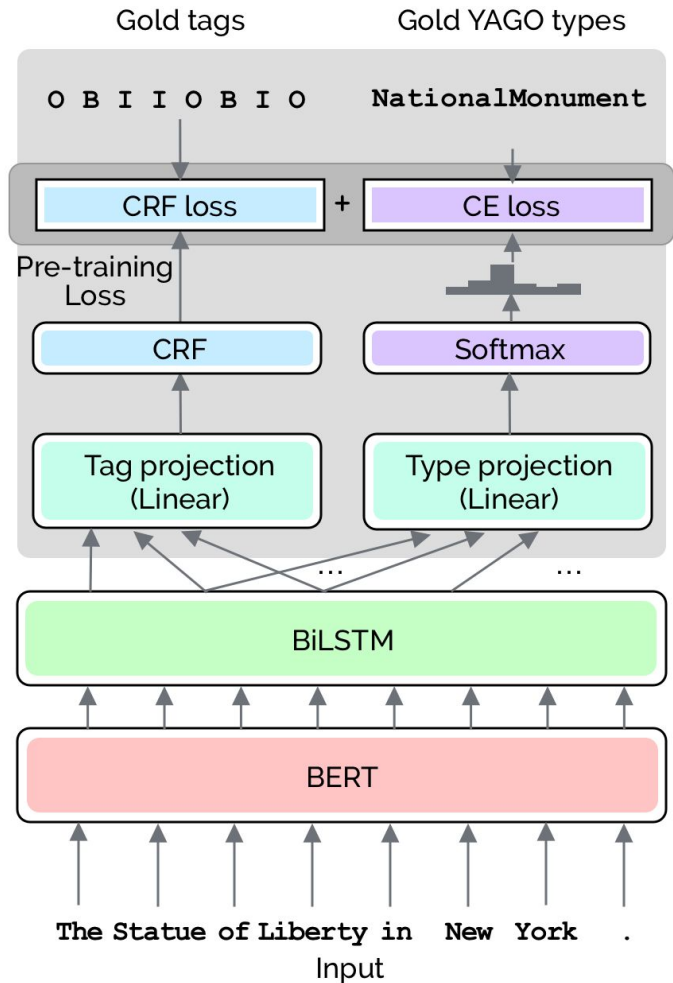 Gold tags Gold YAGO types
O B I I O B I O NationalMonument
CRF loss + CE loss
Pre-training
Loss
CRF Softmax
Tag projection
(Linear)
Type projection
(Linear)
... ...
BiLSTM
BERT
The Statue of Liberty in New York .
Input